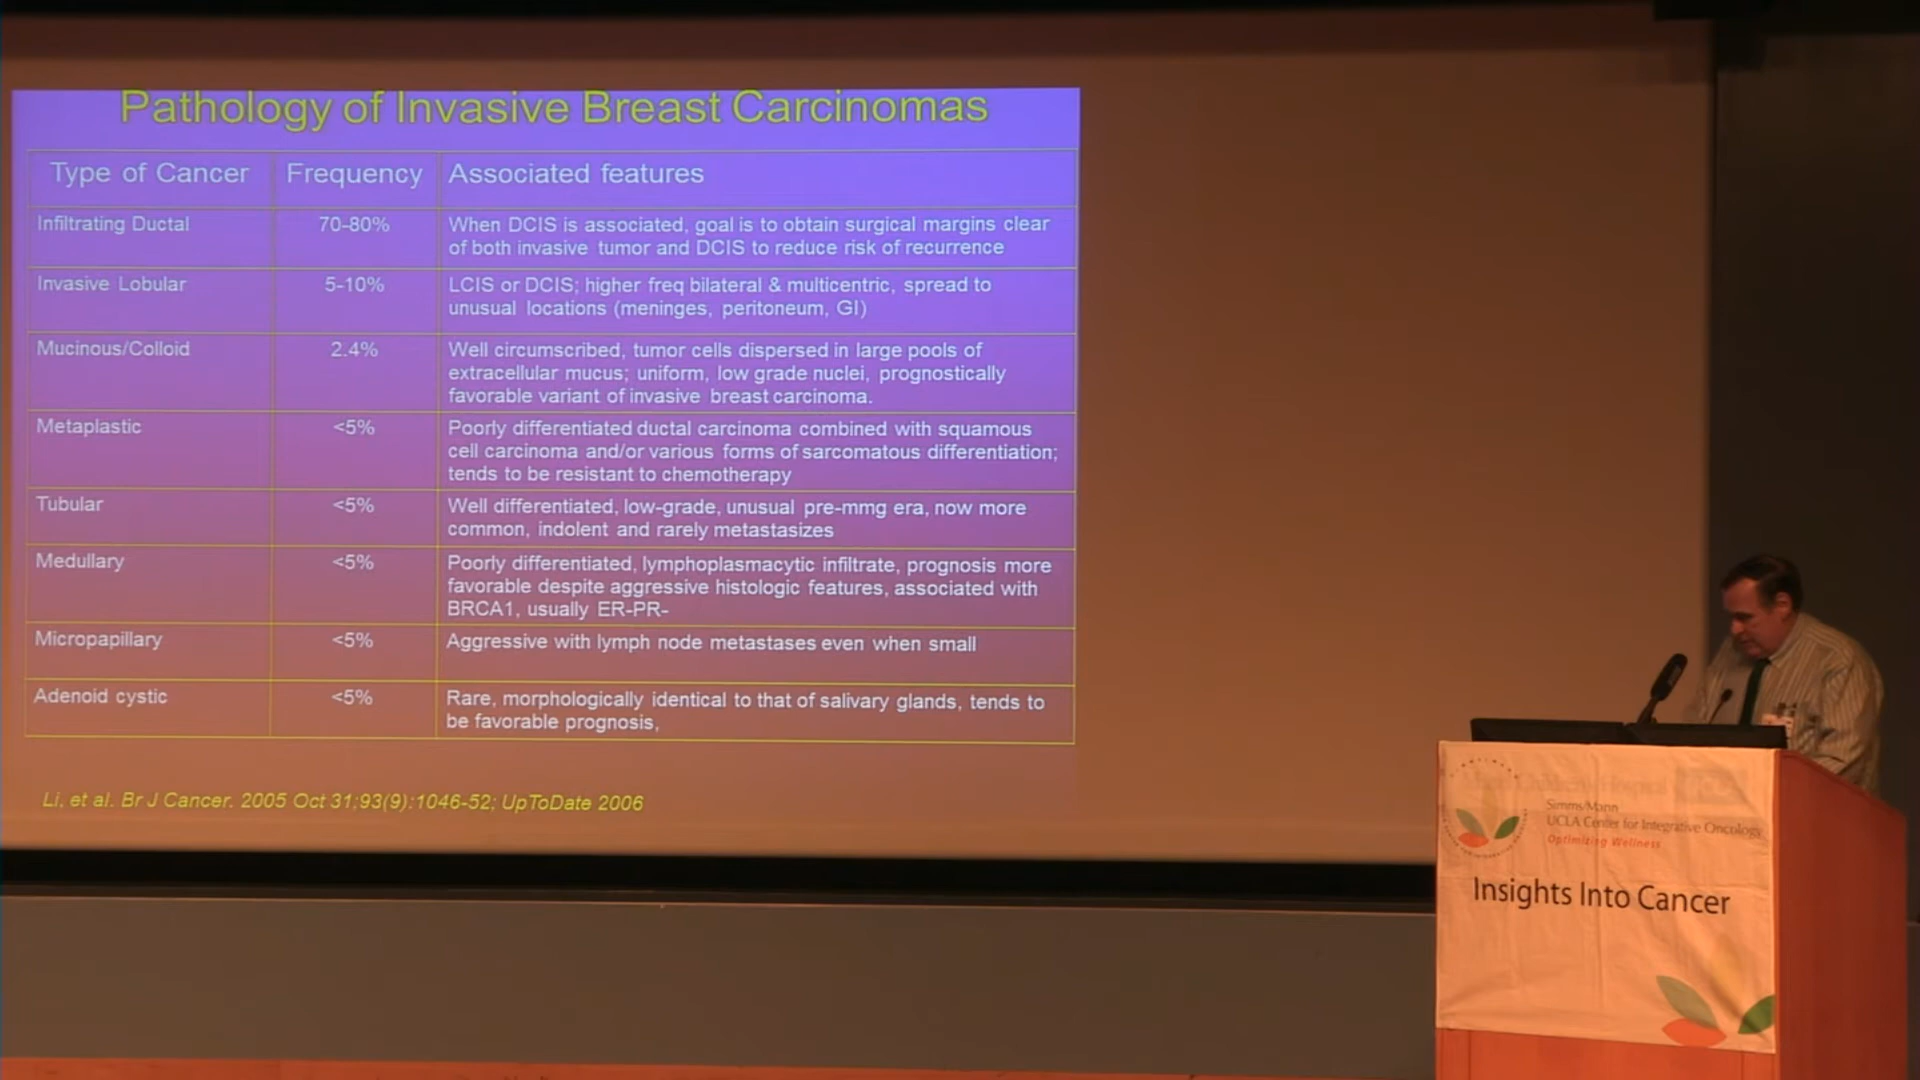 Pathology of Invasive Breast Carcinomas
Type of Cancer Frequency Associated features
Infiltrating Ductal 70-80% When DCIS is associated, goal is to obtain surgical margins clear
of both invasive tumor and DCIS to reduce risk of recurrence
Invasive Lobular 5-10% LCIS or DCIS; higher freq bilateral & multicentric, spread to
unusual locations (meninges, peritoneum, GI)
Mucinous/Colloid 2.4% Well circumscribed, tumor cells dispersed in large pools of
extracellular mucus; uniform, low grade nuclei, prognostically
favorable variant of invasive breast carcinoma.
Metaplastic <5% Poorly differentiated ductal carcinoma combined with squamous
cell carcinoma and/or various forms of sarcomatous differentiation;
tends to be resistant to chemotherapy
Tubular <5% Well differentiated, low-grade, unusual pre-mmg era, now more
common, indolent and rarely metastasizes
Medullary <5% Poorly differentiated, lymphoplasmacytic infiltrate, prognosis more
favorable despite aggressive histologic features, associated with
BRCA1, usually ER-PR-
Micropapillary <5% Aggressive with lymph node metastases even when small
Adenoid cystic <5% Rare, morphologically identical to that of salivary glands, tends to
be favorable prognosis,
Li, et al. Br J Cancer. 2005 Oct 31;93(9):1046-52; UpToDate 2006
Simms/Mann
UCLA Center for Integrative Oncology
Optimizing Wellness
Insights Into Cancer